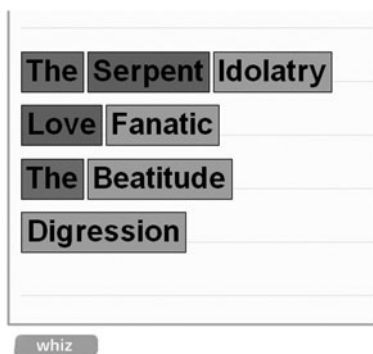 The Serpent Idolatry
Love Fanatic
The Beatitude
Digression
whiz